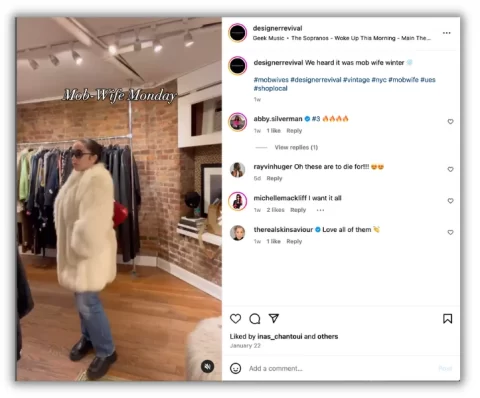 Mob-Wife Monday
designerrevival
Geek Music • The Sopranos - Woke Up This Morning - Main The...
designerrevival We heard it was mob wife winter ❄️
#mobwives #designerrevival #vintage #nyc #mobwife #ues
#shoplocal
1w
abby.silverman #3 🔥🔥🔥🔥
1w 1 like Reply
View replies (1)
rayvinhuger Oh these are to die for!!! 😍😍
5d Reply
michellemackliff I want it all
1w 2 likes Reply
therealskinsaviour Love all of them
1w 1 Like Reply
Liked by inas_chantoui and others
January 22
Add a comment...
Post